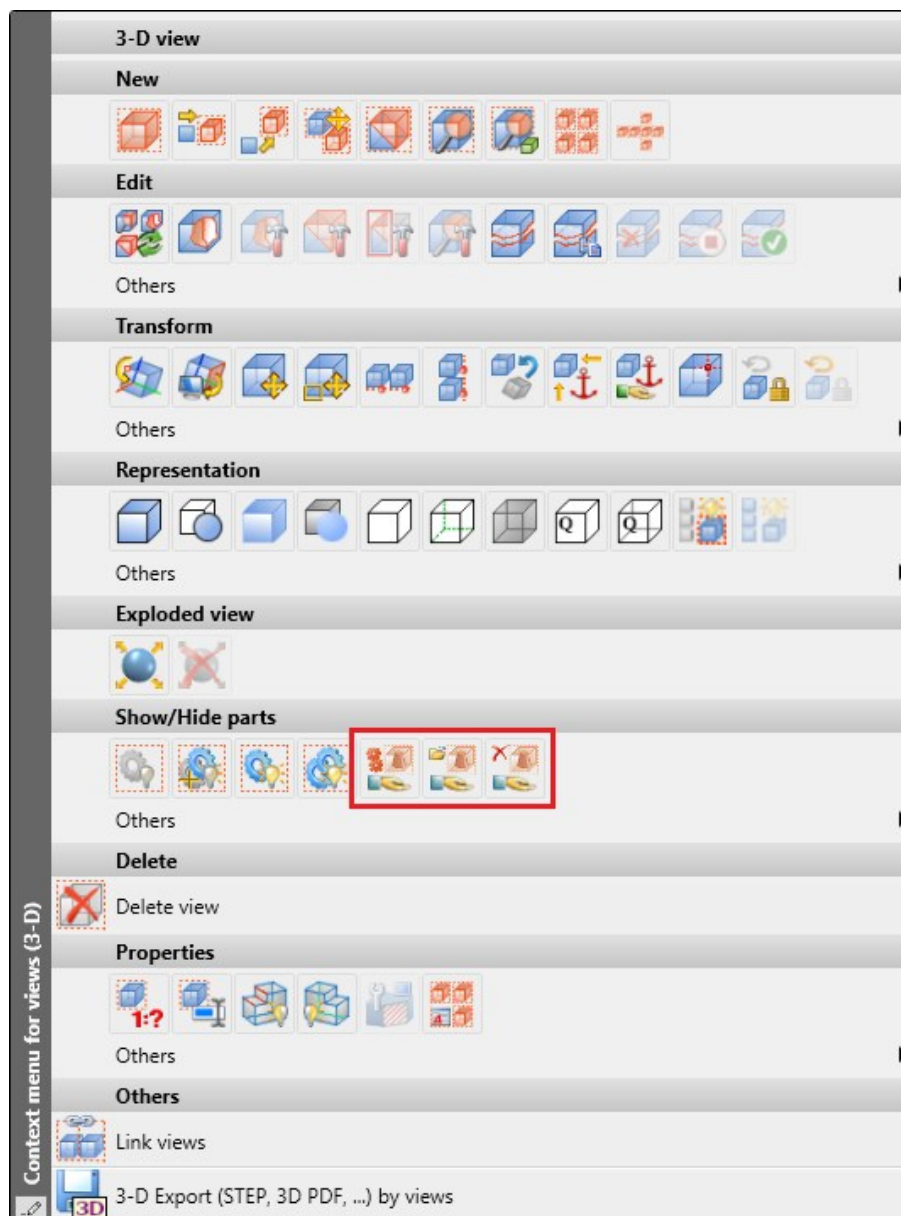 3-D view
New
Edit
Others
Transform
Others
Representation
Q
Q
Others
Exploded view
Show/Hide parts
Others
Delete
Delete view
Properties
1:?
A
Others
Others
Link views
3D
3-D Export (STEP, 3D PDF, ...) by views
Context menu for views (3-D)